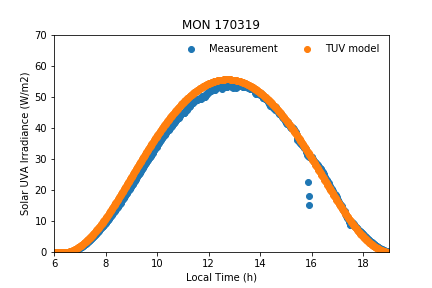 MON 170319
Measurement TUV model
70
60
50
40
30
20
10
0
Solar UVA Irradiance (W/m2)
6 8 10 12 14 16 18
Local Time (h)